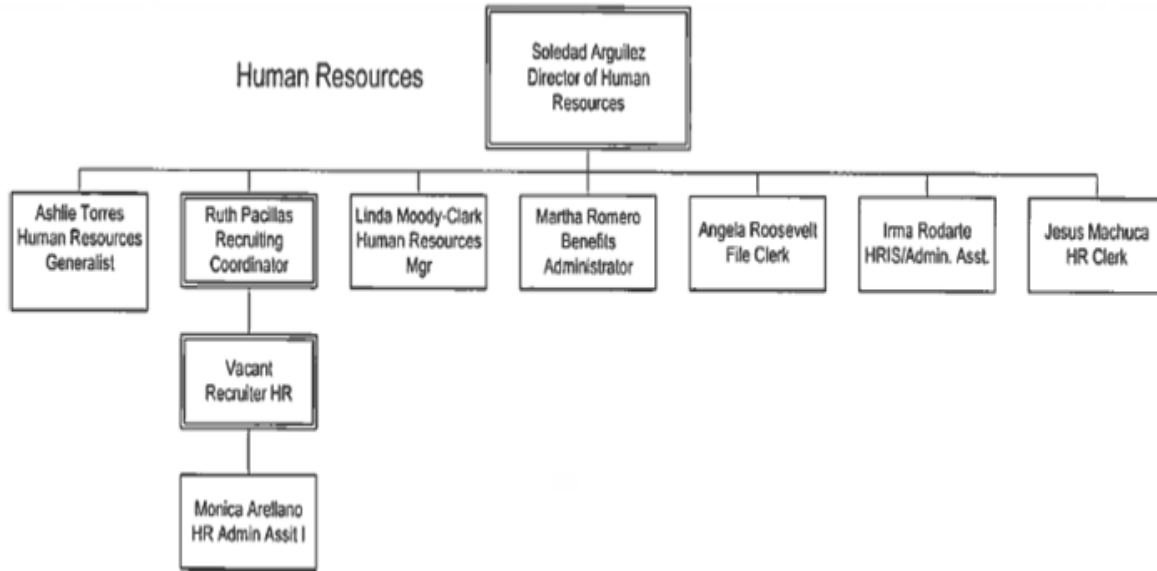 Human Resources
Soledad Arguilez
Director of Human
Resources
Ashlie Torres
Human Resources
Generalist
Ruth Pacillas
Recruiting
Coordinator
Linda Moody-Clark
Human Resources
Mgr
Martha Romero
Benefits
Administrator
Angela Roosevelt
File Clerk
Irma Rodarte
HRIS/Admin. Asst.
Jesus Machuca
HR Clerk
Vacant
Recruiter HR
Monica Arellano
HR Admin Assit I